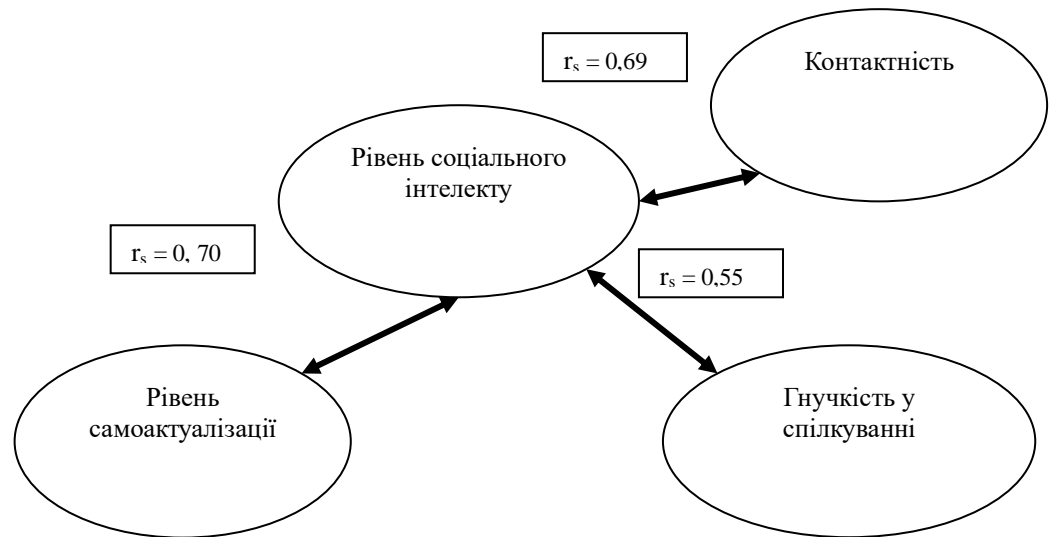 rₛ = 0,69
Контактність
Рівень соціального
інтелекту
rₛ = 0, 70
rₛ = 0,55
Рівень
самоактуалізації
Гнучкість у
спілкуванні